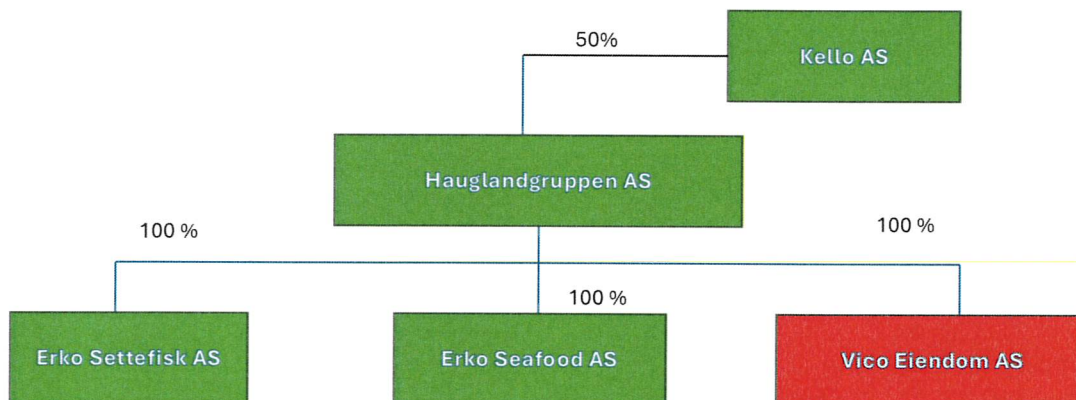 50%
Kello AS
Hauglandgruppen AS
100 %
100 %
100 %
Erko Settefisk AS
Erko Seafood AS
Vico Eiendom AS